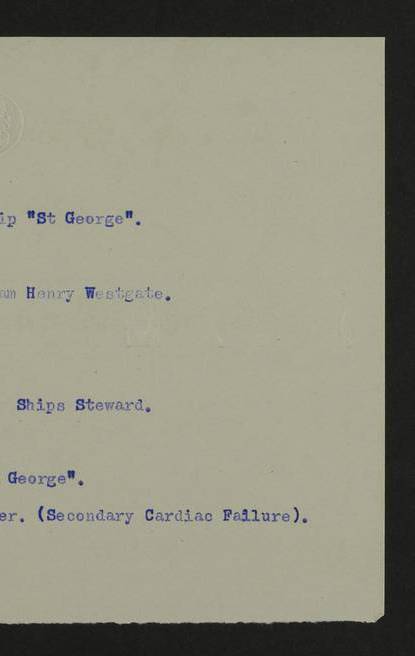 ip "St George".
am Henry Westgate.
Ships Steward.
George".
er. (Secondary Cardiac Failure).